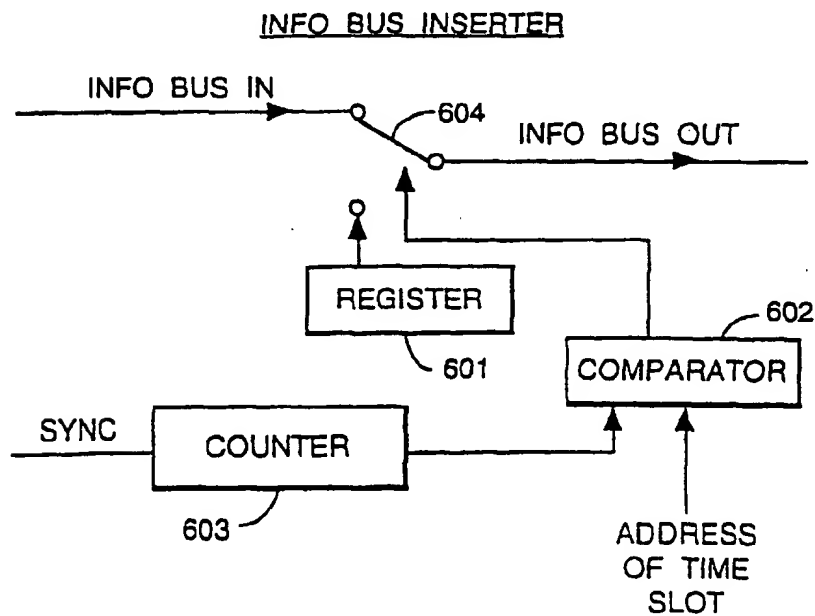 INFO BUS INSERTER
INFO BUS IN
604
INFO BUS OUT
REGISTER
601
602
COMPARATOR
SYNC
COUNTER
603
ADDRESS
OF TIME
SLOT